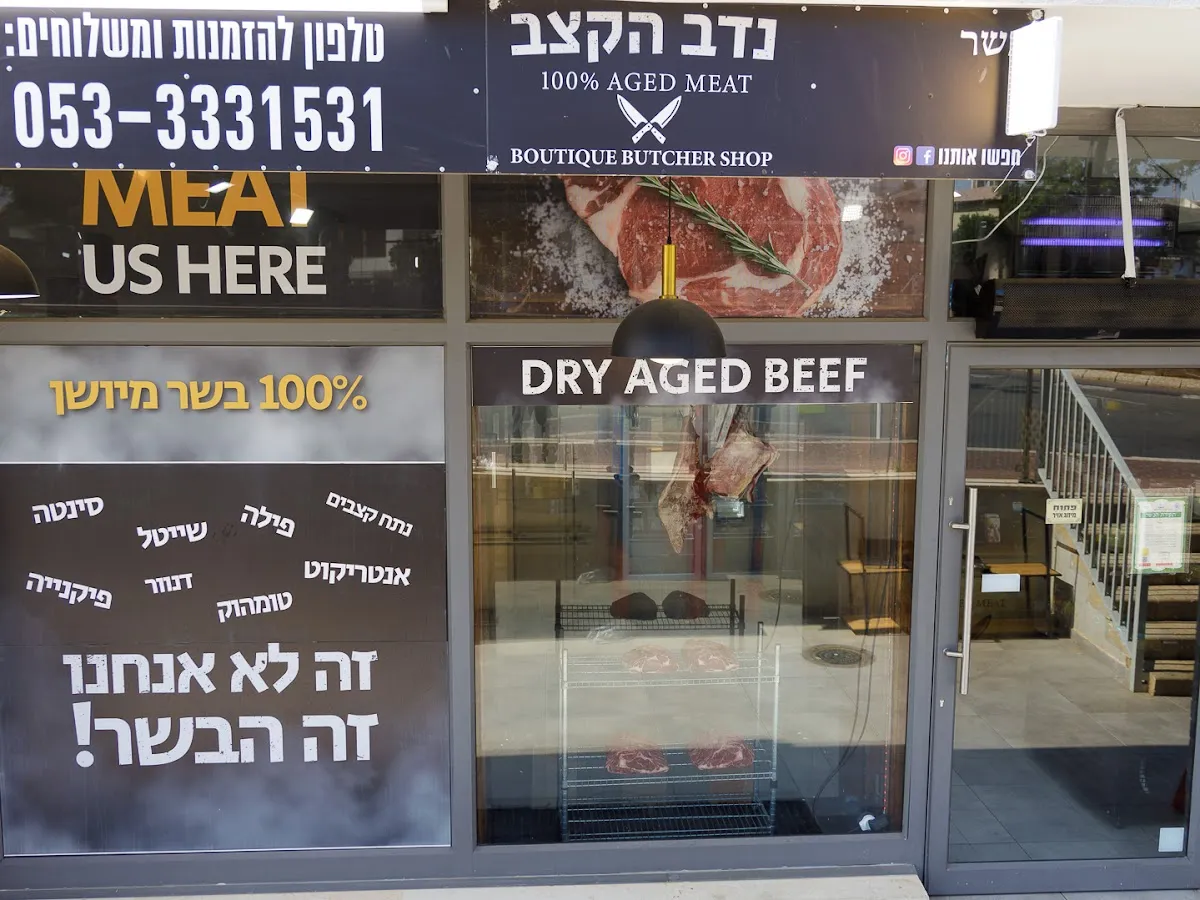 טלפון להזמנות ומשלוחים:
053-3331531
נדב הקצב
100% AGED MEAT
BOUTIQUE BUTCHER SHOP
חפשו אותנו
MEAT
US HERE
DRY AGED BEEF
100% בשר מיושן
נתח קצבים
פילה
שייטל
סינטה
אנטריקוט
דנוור
פיקנייה
טומהוק
זה לא אנחנו
זה הבשר!
פתוח